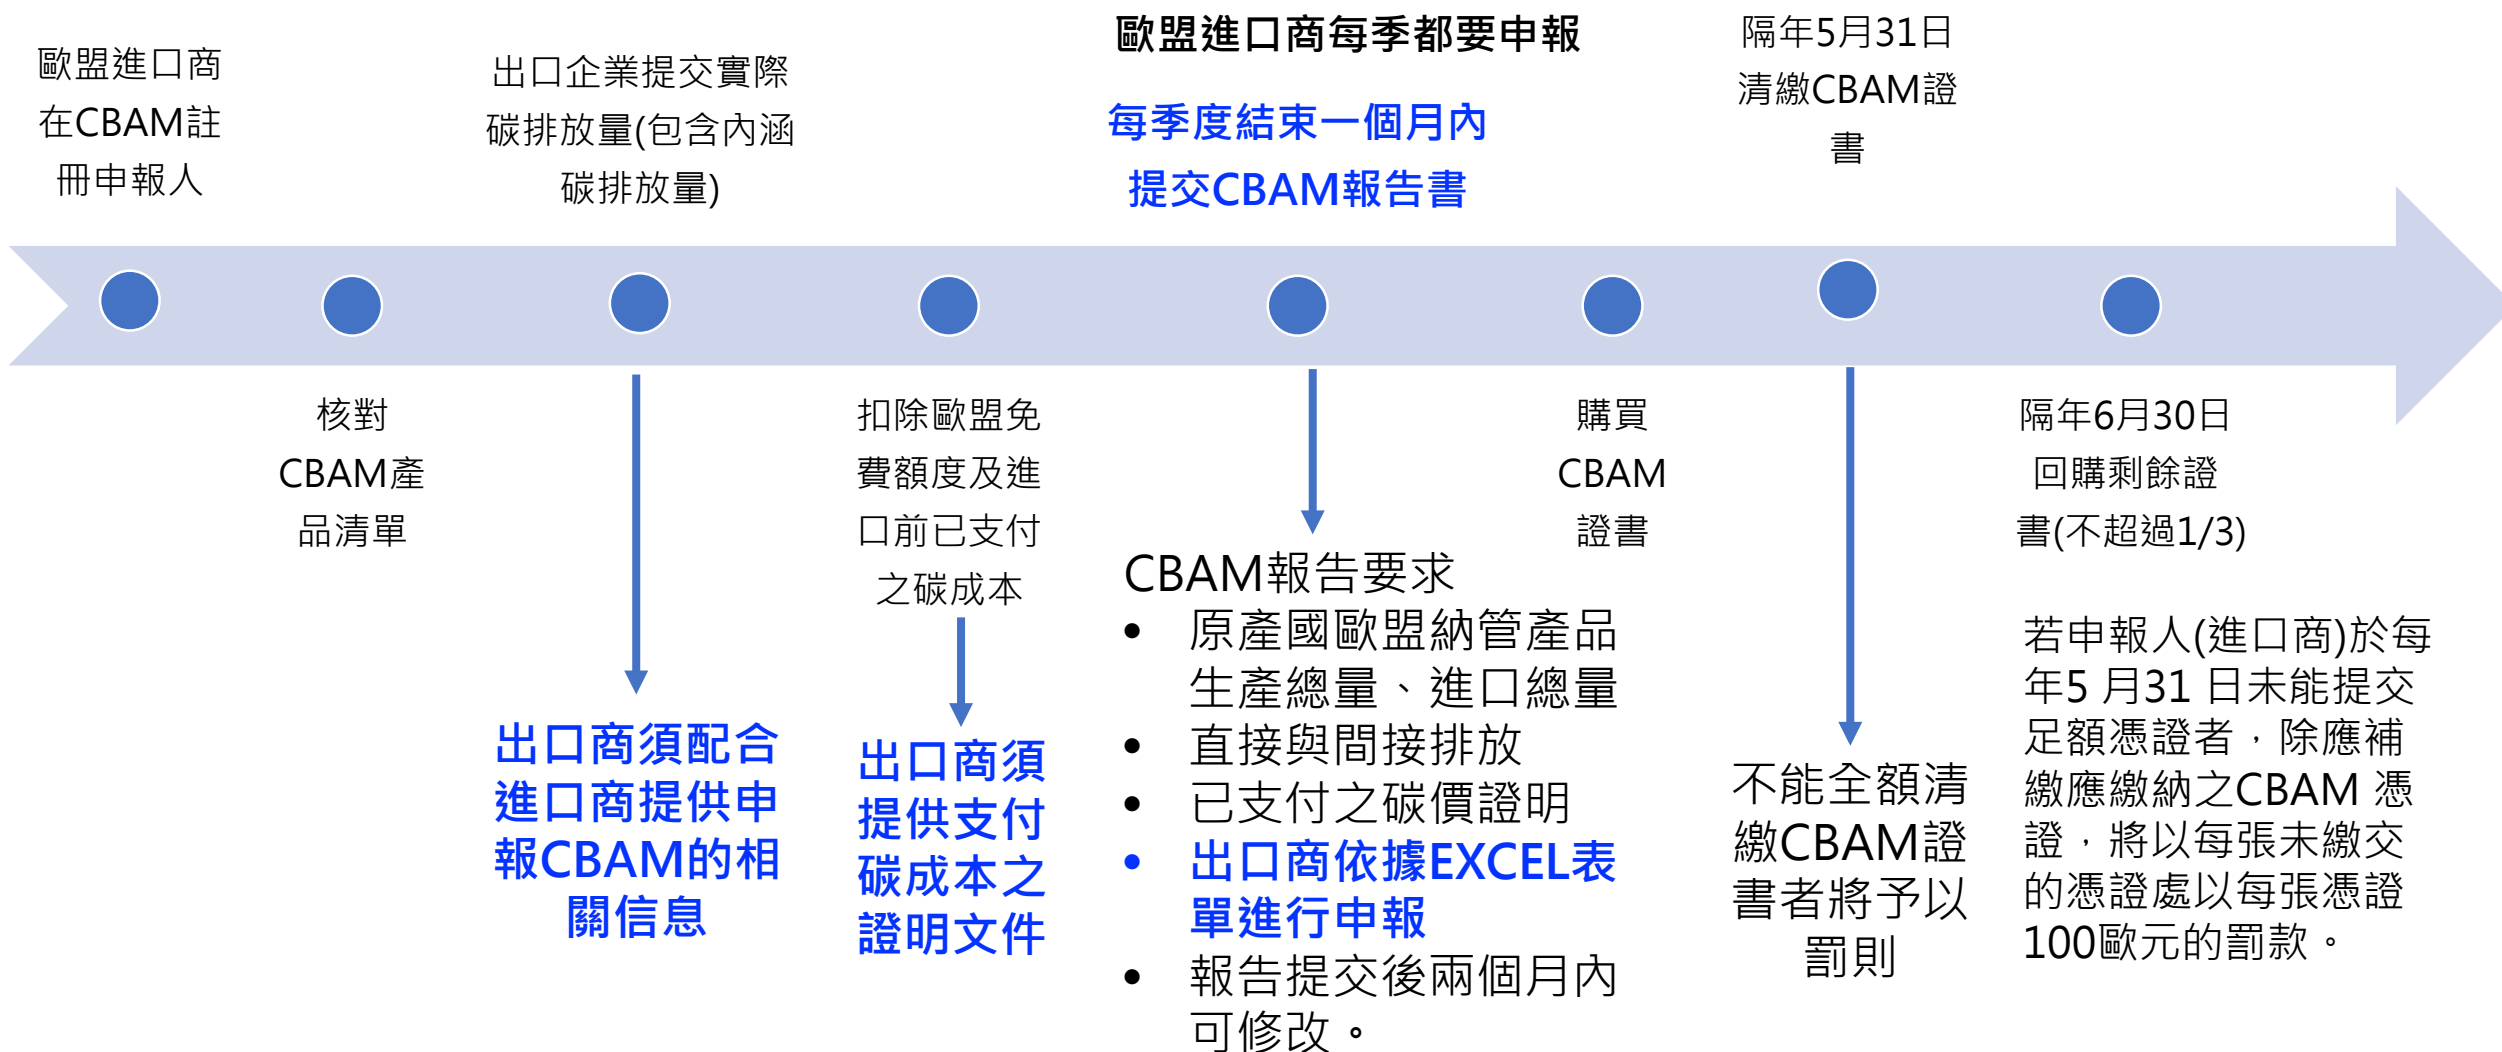 歐盟進口商
在CBAM註
冊申報人
出口企業提交實際
碳排放量(包含內涵
碳排放量)
歐盟進口商每季都要申報
每季度結束一個月內
提交CBAM報告書
隔年5月31日
清繳CBAM證
書
核對
CBAM產
品清單
出口商須配合
進口商提供申
報CBAM的相
關信息
扣除歐盟免
費額度及進
口前已支付
之碳成本
出口商須
提供支付
碳成本之
證明文件
CBAM報告要求
• 原產國歐盟納管產品
生產總量、進口總量
• 直接與間接排放
• 已支付之碳價證明
• 出口商依據EXCEL表
單進行申報
• 報告提交後兩個月內
可修改。
購買
CBAM
證書
不能全額清
繳CBAM證
書者將予以
罰則
隔年6月30日
回購剩餘證
書(不超過1/3)
若申報人(進口商)於每
年5 月31 日未能提交
足額憑證者，除應補
繳應繳納之CBAM 憑
證，將以每張未繳交
的憑證處以每張憑證
100歐元的罰款。